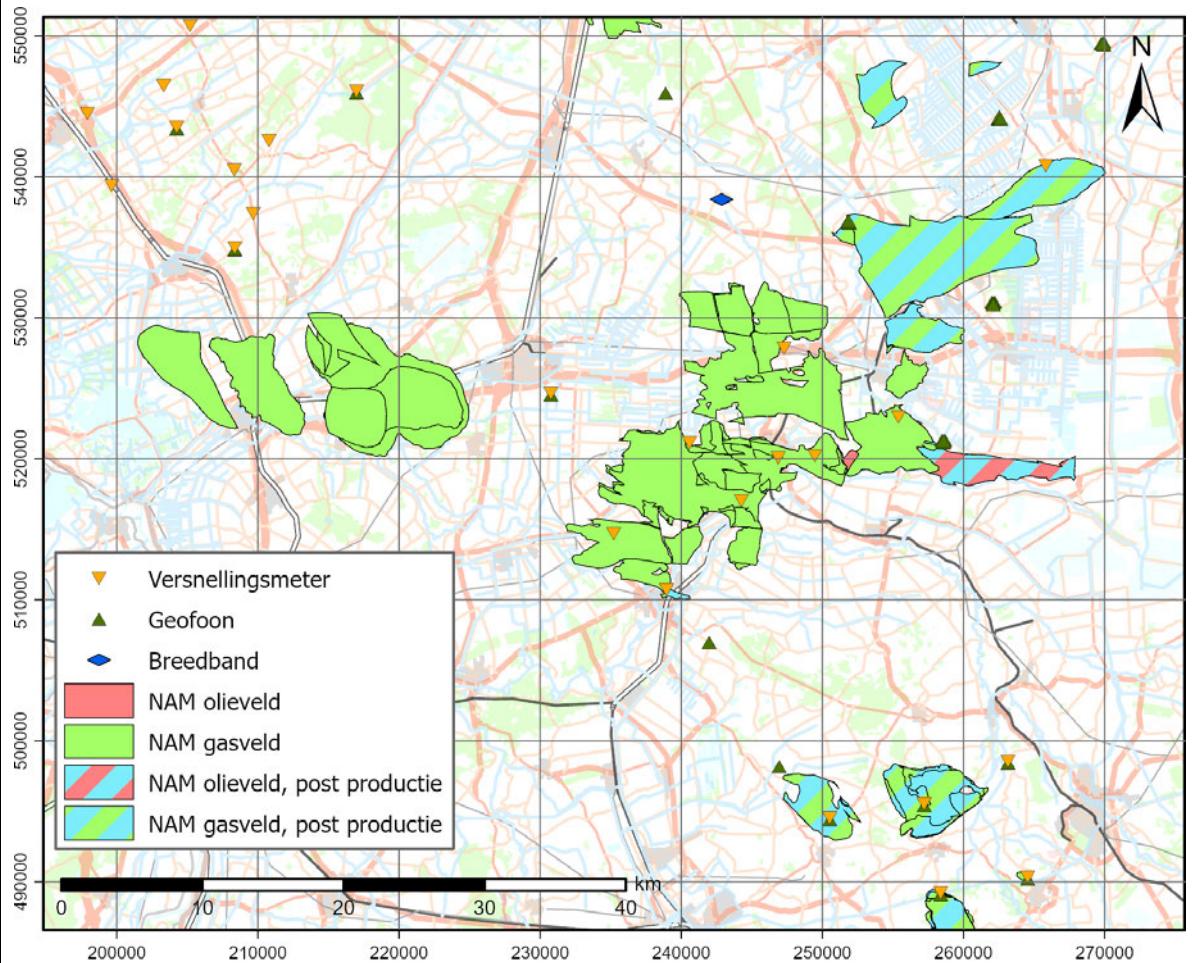 550000
540000
530000
520000
510000
500000
490000
N
Versnellingsmeter
Geofoon
Breedband
NAM olieveld
NAM gasveld
NAM olieveld, post productie
NAM gasveld, post productie
km
0 10 20 30 40
200000 210000 220000 230000 240000 250000 260000 270000